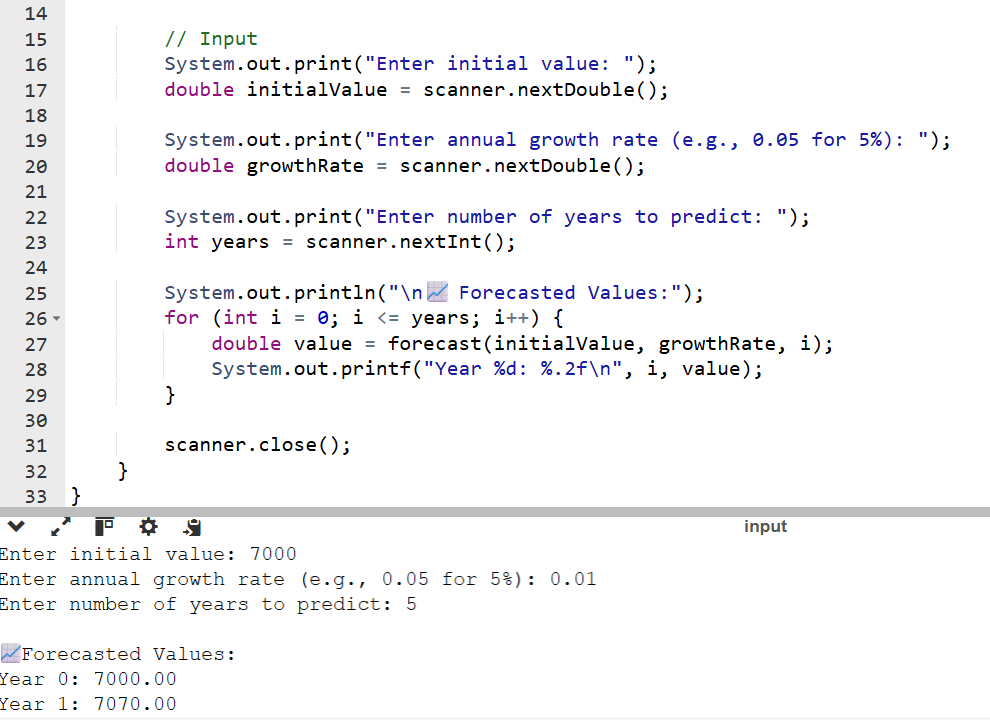 14
15 // Input
16 System.out.print("Enter initial value: ");
17 double initialValue = scanner.nextDouble();
18
19 System.out.print("Enter annual growth rate (e.g., 0.05 for 5%): ");
20 double growthRate = scanner.nextDouble();
21
22 System.out.print("Enter number of years to predict: ");
23 int years = scanner.nextInt();
24
25 System.out.println("\n📈 Forecasted Values:");
26 for (int i = 0; i <= years; i++) {
27 double value = forecast(initialValue, growthRate, i);
28 System.out.printf("Year %d: %.2f\n", i, value);
29 }
30
31 scanner.close();
32 }
33 }
input
Enter initial value: 7000
Enter annual growth rate (e.g., 0.05 for 5%): 0.01
Enter number of years to predict: 5
📈Forecasted Values:
Year 0: 7000.00
Year 1: 7070.00